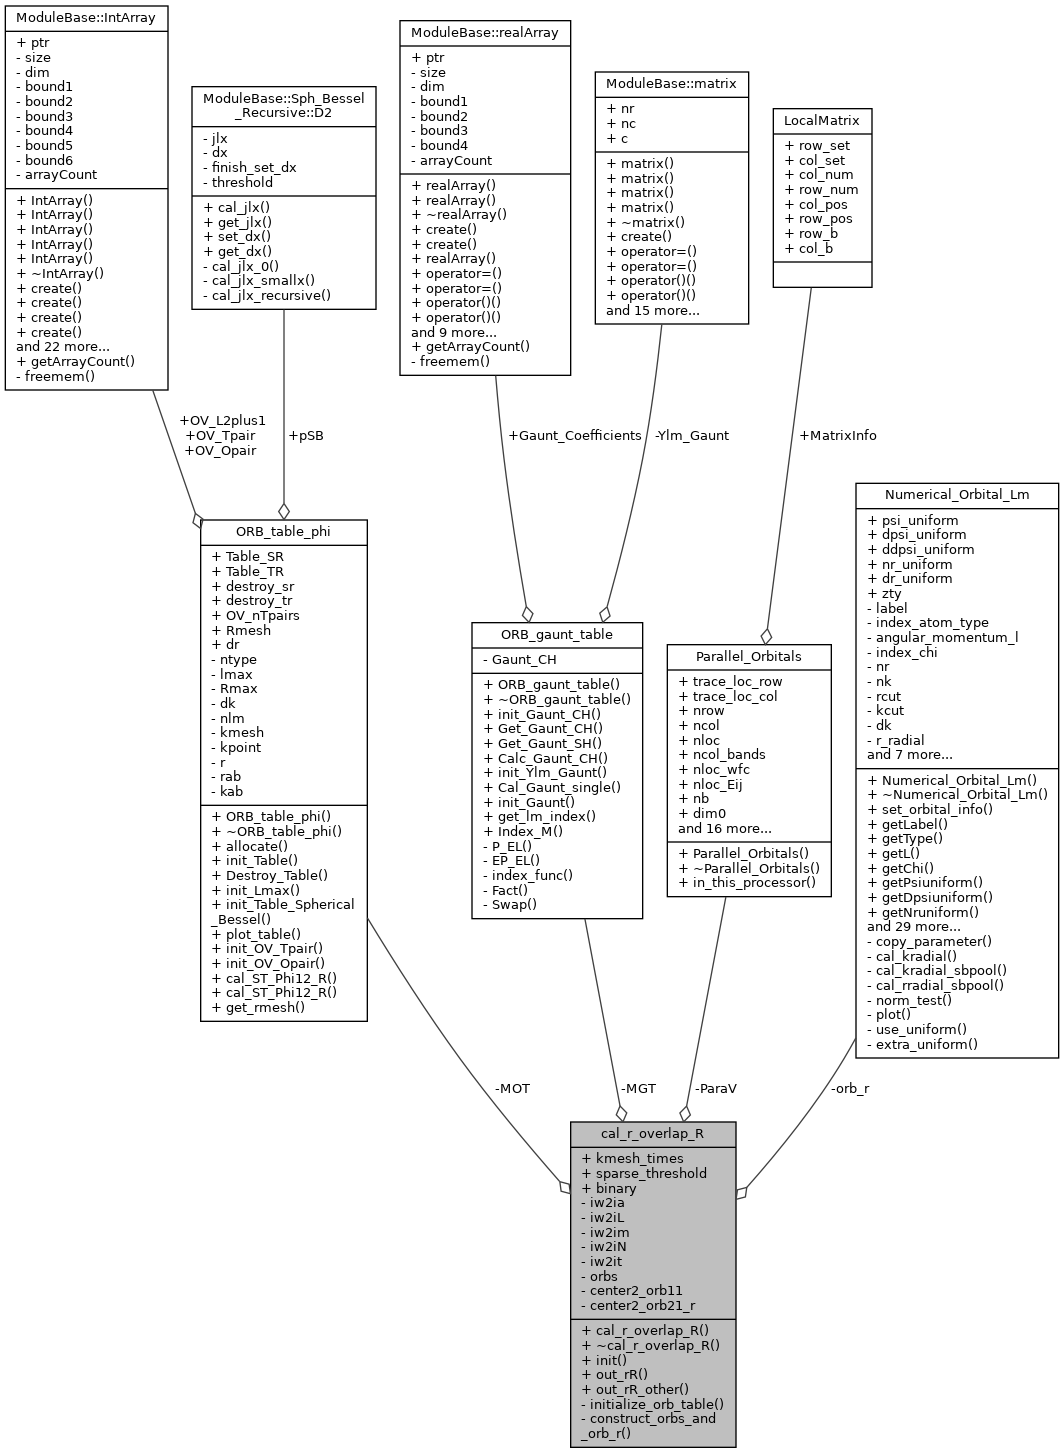 ModuleBase::IntArray
+ ptr
- size
- dim
- bound1
- bound2
- bound3
- bound4
- bound5
- bound6
- arrayCount
+ IntArray()
+ IntArray()
+ IntArray()
+ IntArray()
+ IntArray()
+ ~IntArray()
+ create()
+ create()
+ create()
+ create()
and 22 more...
+ getArrayCount()
- freemem()
ModuleBase::Sph_Bessel
_Recursive::D2
- jlx
- dx
- finish_set_dx
- threshold
+ cal_jlx()
+ get_jlx()
+ set_dx()
+ get_dx()
- cal_jlx_0()
- cal_jlx_smallx()
- cal_jlx_recursive()
ModuleBase::realArray
+ ptr
- size
- dim
- bound1
- bound2
- bound3
- bound4
- arrayCount
+ realArray()
+ realArray()
+ ~realArray()
+ create()
+ create()
+ realArray()
+ operator=()
+ operator=()
+ operator()()
+ operator()()
and 9 more...
+ getArrayCount()
- freemem()
ModuleBase::matrix
+ nr
+ nc
+ c
+ matrix()
+ matrix()
+ matrix()
+ matrix()
+ ~matrix()
+ create()
+ operator=()
+ operator=()
+ operator()()
+ operator()()
and 15 more...
LocalMatrix
+ row_set
+ col_set
+ col_num
+ row_num
+ col_pos
+ row_pos
+ row_b
+ col_b
+OV_L2plus1
+OV_Tpair
+OV_Opair
+pSB
+Gaunt_Coefficients
-Ylm_Gaunt
+MatrixInfo
ORB_table_phi
+ Table_SR
+ Table_TR
+ destroy_sr
+ destroy_tr
+ OV_nTpairs
+ Rmesh
+ dr
- ntype
- lmax
- Rmax
- dk
- nlm
- kmesh
- kpoint
- r
- rab
- kab
+ ORB_table_phi()
+ ~ORB_table_phi()
+ allocate()
+ init_Table()
+ Destroy_Table()
+ init_Lmax()
+ init_Table_Spherical
_Bessel()
+ plot_table()
+ init_OV_Tpair()
+ init_OV_Opair()
+ cal_ST_Phi12_R()
+ cal_ST_Phi12_R()
+ get_rmesh()
ORB_gaunt_table
- Gaunt_CH
+ ORB_gaunt_table()
+ ~ORB_gaunt_table()
+ init_Gaunt_CH()
+ Get_Gaunt_CH()
+ Get_Gaunt_SH()
+ Calc_Gaunt_CH()
+ init_Ylm_Gaunt()
+ Cal_Gaunt_single()
+ init_Gaunt()
+ get_lm_index()
+ Index_M()
- P_EL()
- EP_EL()
- index_func()
- Fact()
- Swap()
Parallel_Orbitals
+ trace_loc_row
+ trace_loc_col
+ nrow
+ ncol
+ nloc
+ ncol_bands
+ nloc_wfc
+ nloc_Eij
+ nb
+ dim0
and 16 more...
+ Parallel_Orbitals()
+ ~Parallel_Orbitals()
+ in_this_processor()
Numerical_Orbital_Lm
+ psi_uniform
+ dpsi_uniform
+ ddpsi_uniform
+ nr_uniform
+ dr_uniform
+ zty
- label
- index_atom_type
- angular_momentum_l
- index_chi
- nr
- nk
- rcut
- kcut
- dk
- r_radial
and 7 more...
+ Numerical_Orbital_Lm()
+ ~Numerical_Orbital_Lm()
+ set_orbital_info()
+ getLabel()
+ getType()
+ getL()
+ getChi()
+ getPsiuniform()
+ getDpsiuniform()
+ getNruniform()
and 29 more...
- copy_parameter()
- cal_kradial()
- cal_kradial_sbpool()
- cal_rradial_sbpool()
- norm_test()
- plot()
- use_uniform()
- extra_uniform()
-MOT
-MGT
-ParaV
-orb_r
cal_r_overlap_R
+ kmesh_times
+ sparse_threshold
+ binary
- iw2ia
- iw2iL
- iw2im
- iw2iN
- iw2it
- orbs
- center2_orb11
- center2_orb21_r
+ cal_r_overlap_R()
+ ~cal_r_overlap_R()
+ init()
+ out_rR()
+ out_rR_other()
- initialize_orb_table()
- construct_orbs_and
_orb_r()